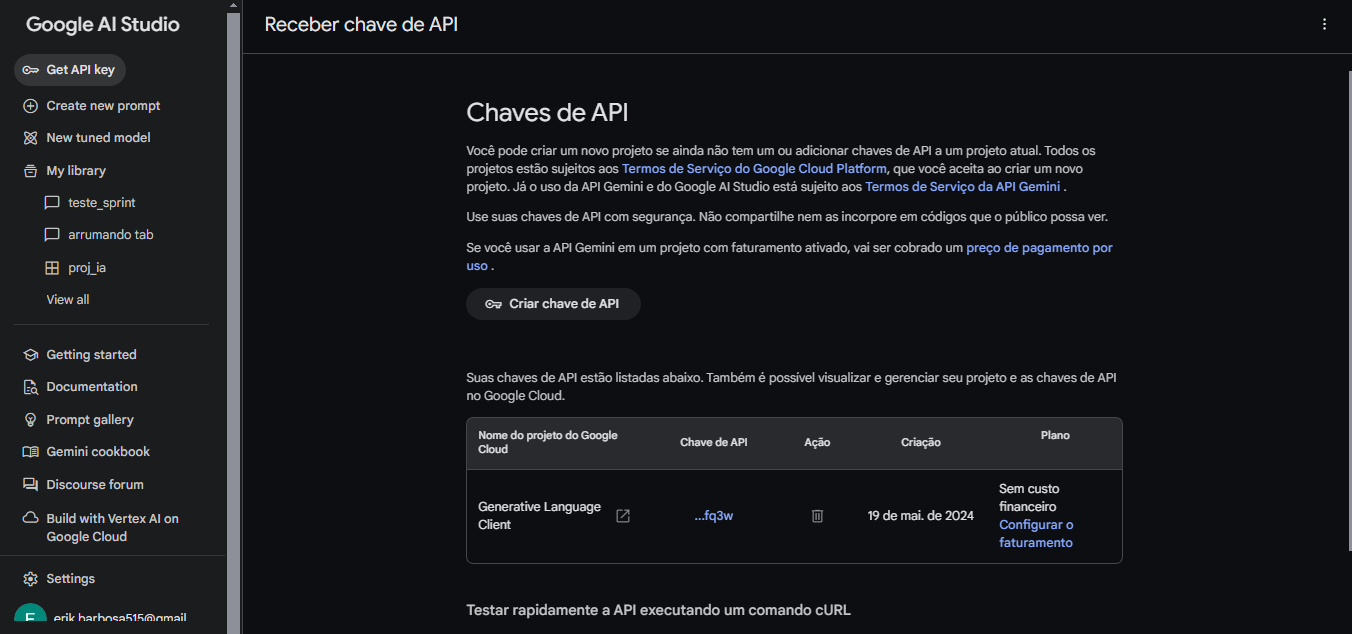 Google AI Studio
Get API key
Create new prompt
New tuned model
My library
teste_sprint
arrumando tab
proj_ia
View all
Getting started
Documentation
Prompt gallery
Gemini cookbook
Discourse forum
Build with Vertex AI on
Google Cloud
Settings
E
erik.barbosa515@gmail
Receber chave de API
Chaves de API
Você pode criar um novo projeto se ainda não tem um ou adicionar chaves de API a um projeto atual. Todos os
projetos estão sujeitos aos Termos de Serviço do Google Cloud Platform, que você aceita ao criar um novo
projeto. Já o uso da API Gemini e do Google AI Studio está sujeito aos Termos de Serviço da API Gemini .
Use suas chaves de API com segurança. Não compartilhe nem as incorpore em códigos que o público possa ver.
Se você usar a API Gemini em um projeto com faturamento ativado, vai ser cobrado um preço de pagamento por
uso .
Criar chave de API
Suas chaves de API estão listadas abaixo. Também é possível visualizar e gerenciar seu projeto e as chaves de API
no Google Cloud.
Nome do projeto do Google
Cloud
Chave de API
Ação
Criação
Plano
Generative Language
Client
...fq3w
19 de mai. de 2024
Sem custo
financeiro
Configurar o
faturamento
Testar rapidamente a API executando um comando cURL